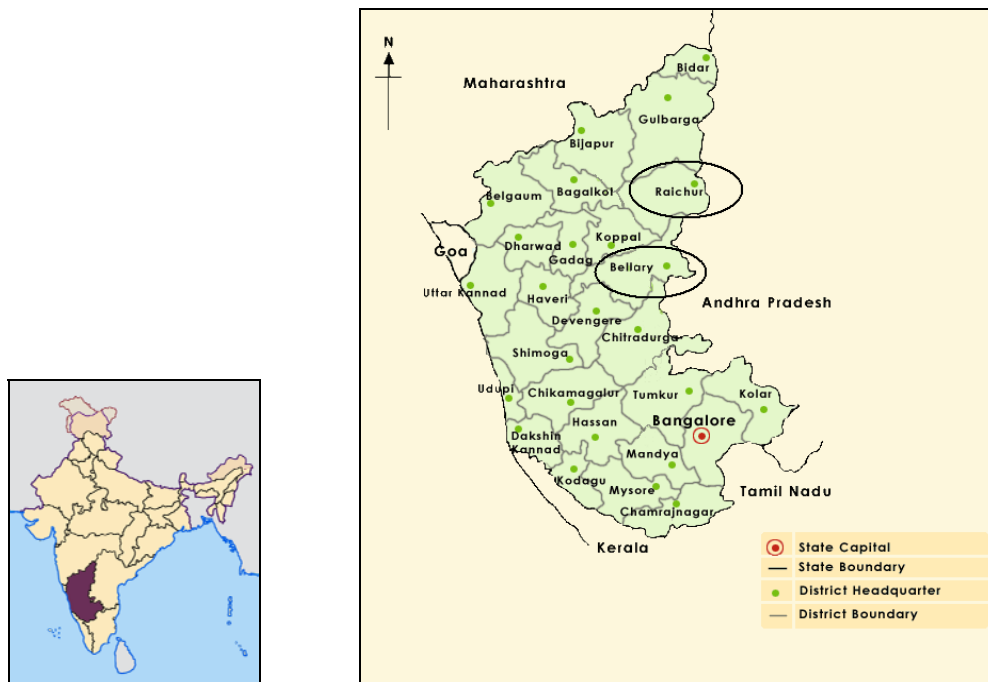 N
Maharashtra
Bidar
Gulbarga
Bijapur
Raichur
Bagalkot
Belgaum
Koppal
Dharwad
Gadag
Goa
Bellary
Uttar Kannad
Haveri
Andhra Pradesh
Devengere
Chitradurga
Shimoga
Udupi
Chikamaglur
Tumkur
Kolar
Bangalore
Hassan
Dakshin
Kannad
Mandya
Kodagu
Mysore
Tamil Nadu
Chamrajnagar
Kerala
State Capital
State Boundary
District Headquarter
District Boundary